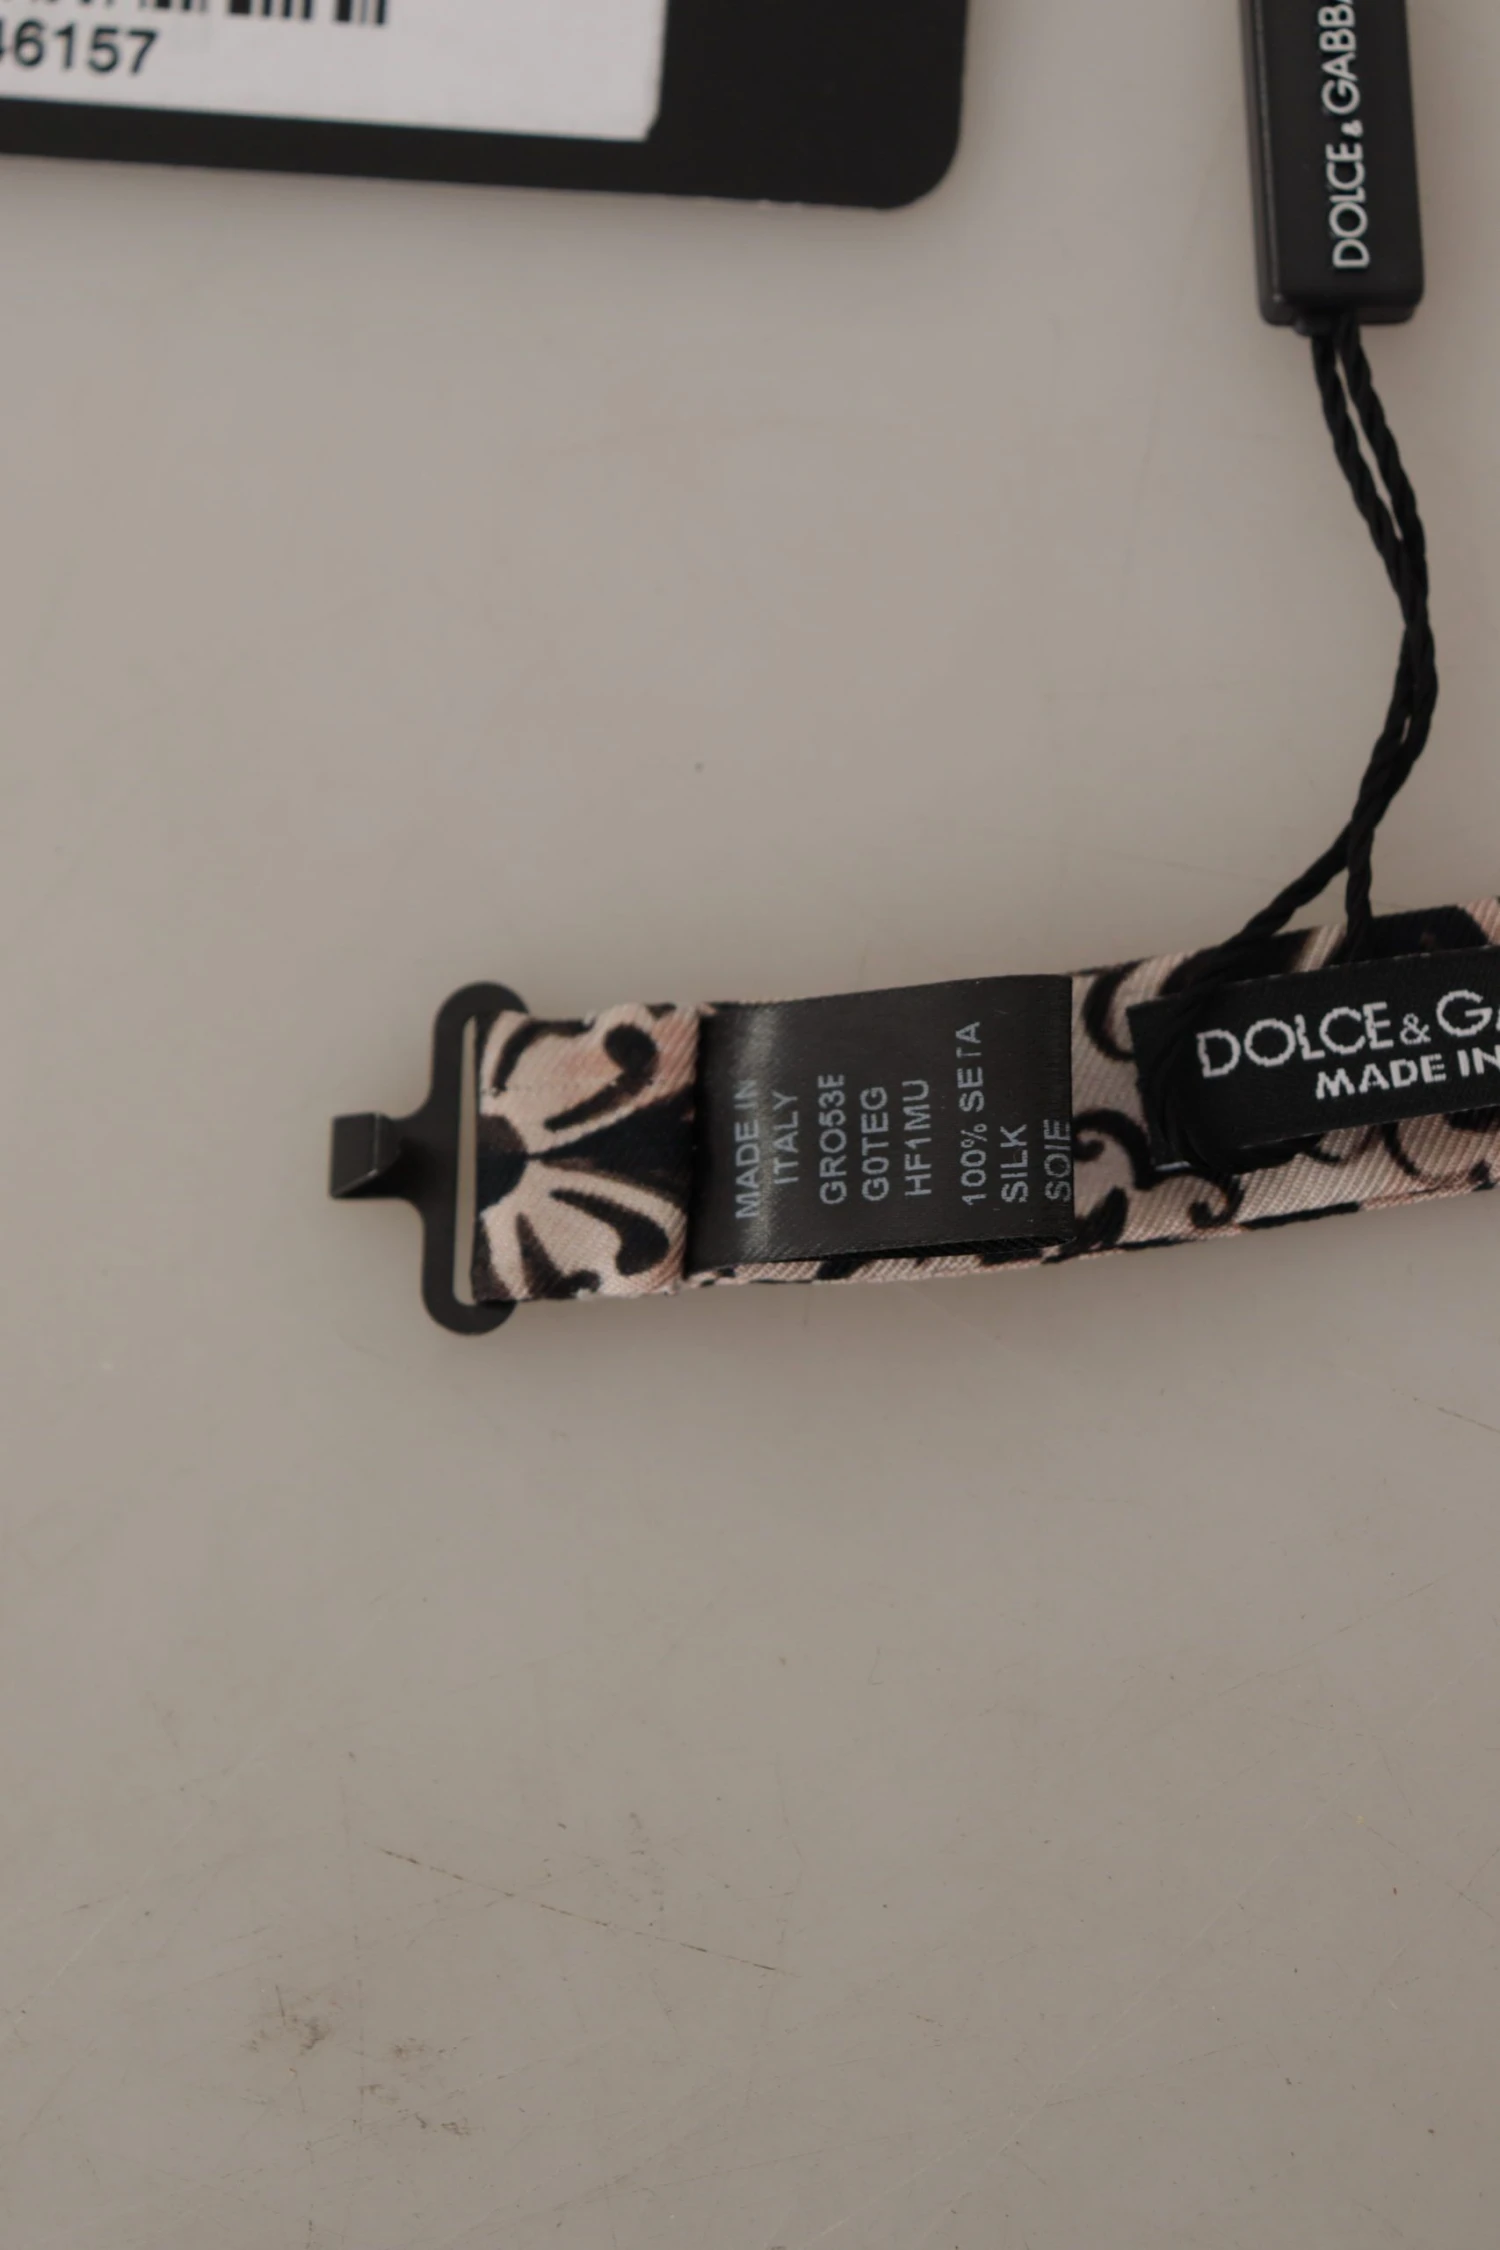 46157
DOLCE&GABBA
MADE IN
ITALY
GRO53E
G0TEG
HF1MU
100% SETA
SILK
SOIE
DOLCE&GA
MADE IN